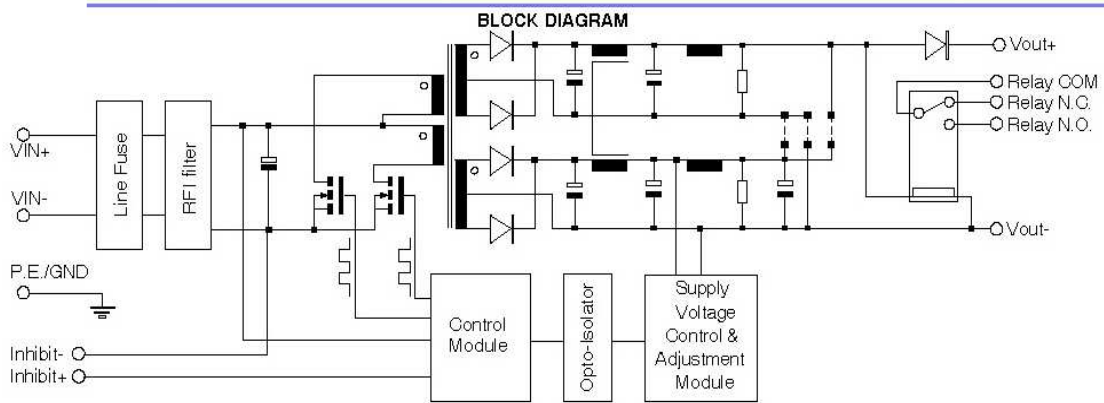 BLOCK DIAGRAM
Vout+
Relay COM
Relay N.C.
Relay N.O.
VIN+
VIN-
Line Fuse
RFI filter
Vout-
P.E./GND
Control
Module
Opto-Isolator
Supply
Voltage
Control &
Adjustment
Module
Inhibit-
Inhibit+